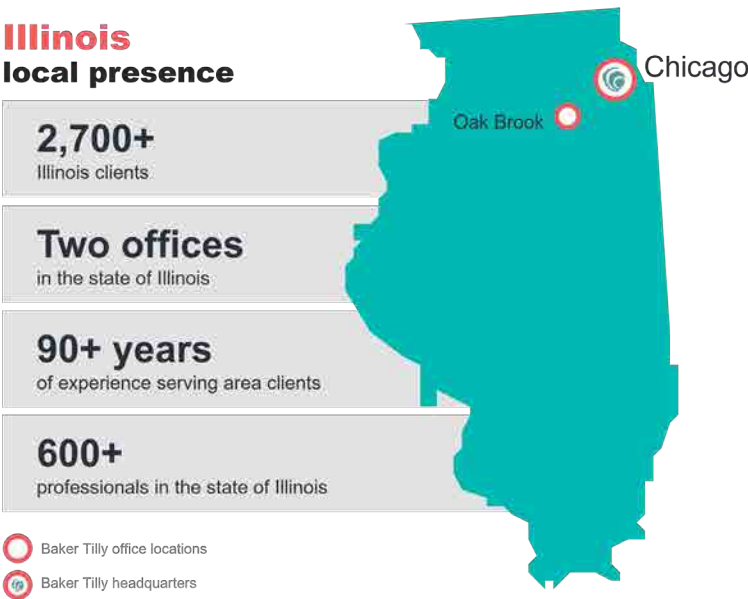 Illinois
local presence
2,700+
Illinois clients
Two offices
in the state of Illinois
90+ years
of experience serving area clients
600+
professionals in the state of Illinois
Chicago
Oak Brook
Baker Tilly office locations
Baker Tilly headquarters